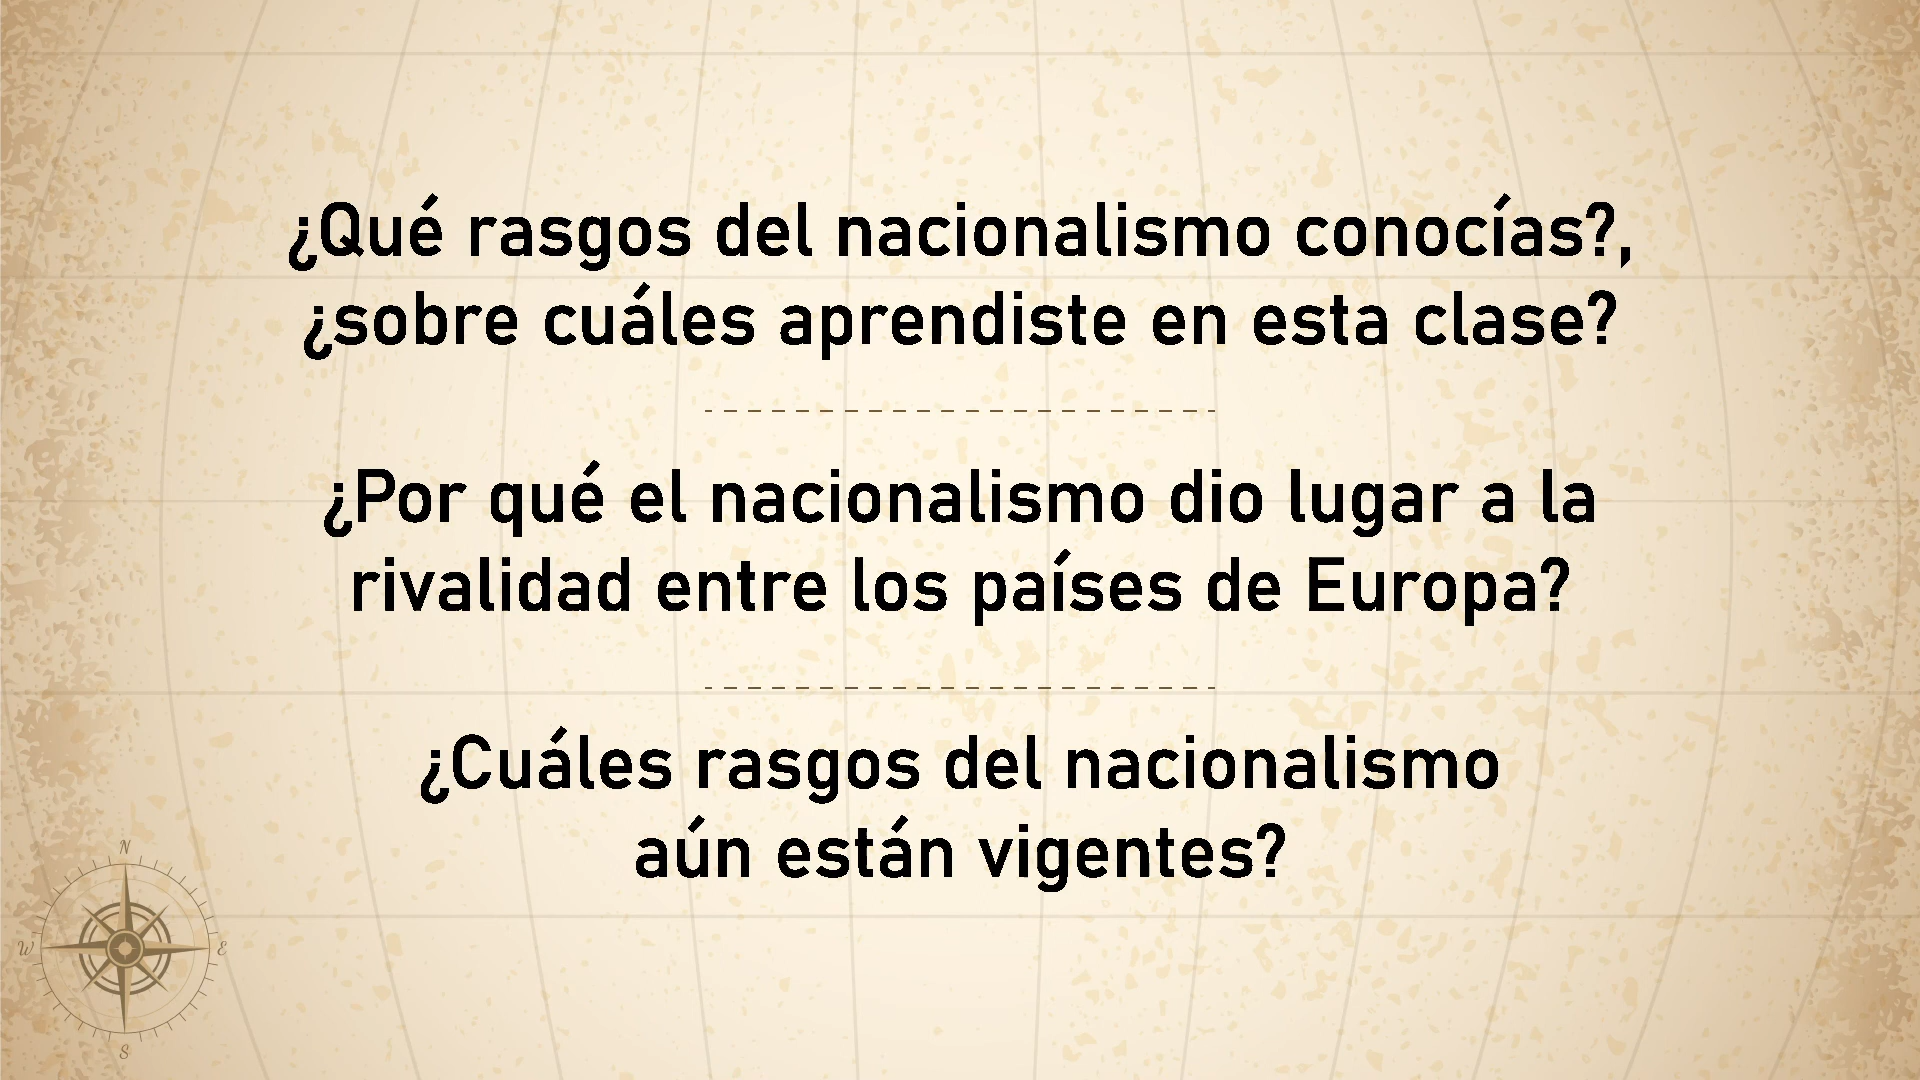 ¿Qué rasgos del nacionalismo conocías?,
¿sobre cuáles aprendiste en esta clase?
¿Por qué el nacionalismo dio lugar a la
rivalidad entre los países de Europa?
¿Cuáles rasgos del nacionalismo
aún están vigentes?
N
W
E
S